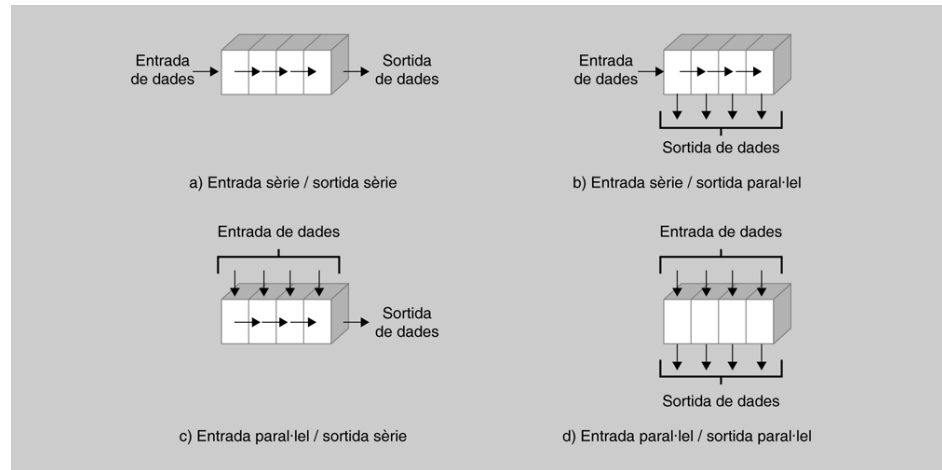 Entrada
de dades
Sortida
de dades
a) Entrada sèrie / sortida sèrie
Entrada
de dades
Sortida de dades
b) Entrada sèrie / sortida paral·lel
Entrada de dades
Sortida
de dades
c) Entrada paral·lel / sortida sèrie
Entrada de dades
Sortida de dades
d) Entrada paral·lel / sortida paral·lel